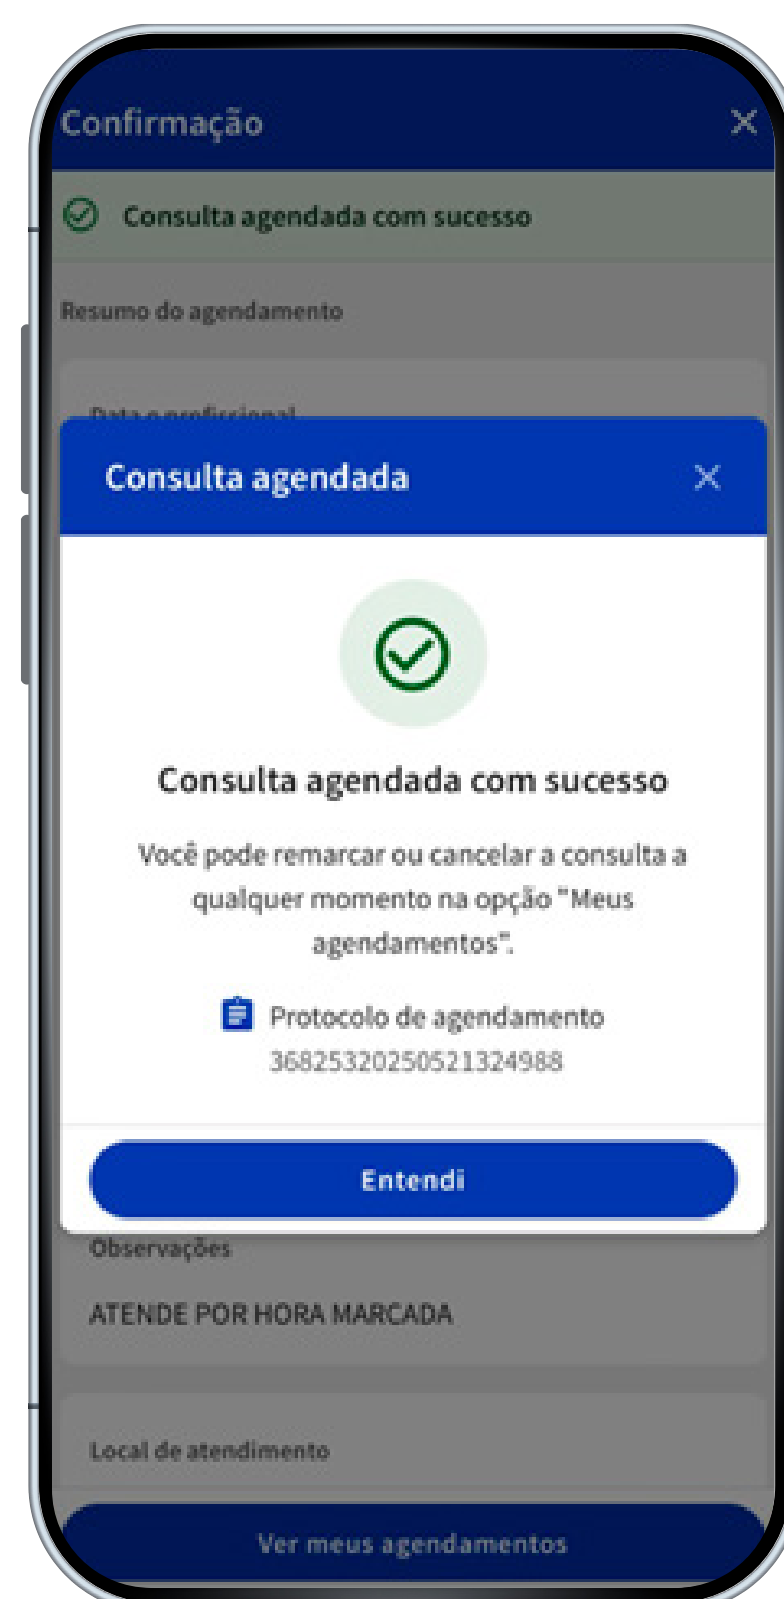 Confirmação
Consulta agendada com sucesso
Resumo do agendamento
Data e profissional
Consulta agendada
Consulta agendada com sucesso
Você pode remarcar ou cancelar a consulta a
qualquer momento na opção "Meus
agendamentos".
Protocolo de agendamento
36825320250521324988
Entendi
Observações
ATENDE POR HORA MARCADA
Local de atendimento
Ver meus agendamentos